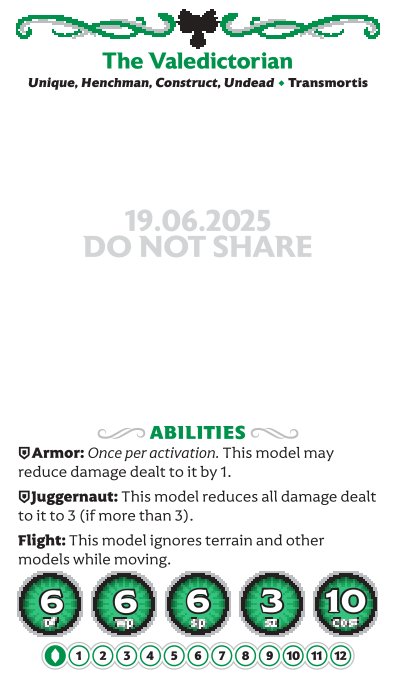 The Valedictorian
Unique, Henchman, Construct, Undead ⬥ Transmortis
19.06.2025
DO NOT SHARE
ABILITIES
Armor: Once per activation. This model may
reduce damage dealt to it by 1.
Juggernaut: This model reduces all damage dealt
to it to 3 (if more than 3).
Flight: This model ignores terrain and other
models while moving.
6 6 6 3 10
Df Wp Sp Sz Cost
1 2 3 4 5 6 7 8 9 10 11 12